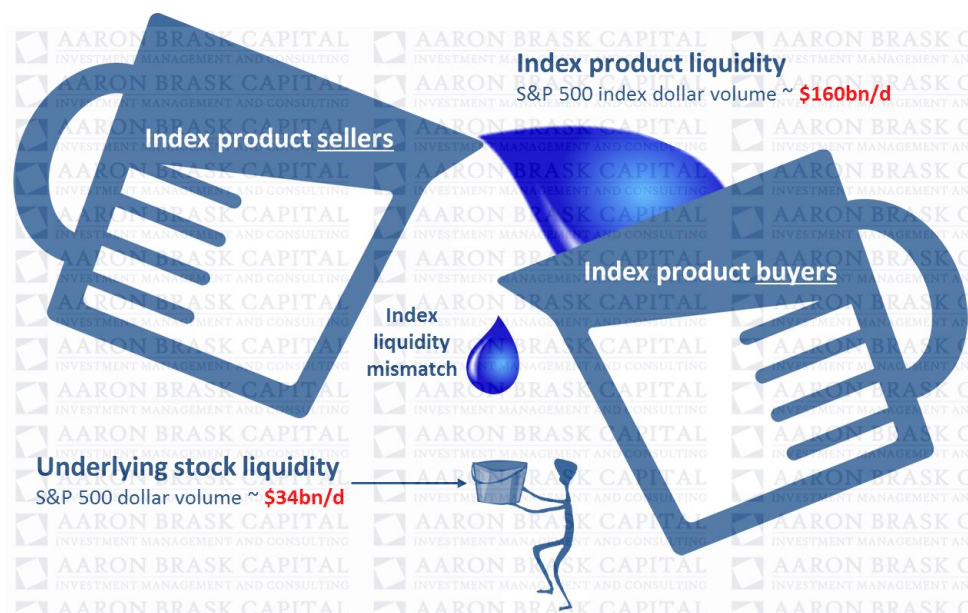 Index product liquidity
S&P 500 index dollar volume ~ $160bn/d
Index product sellers
Index product buyers
Index
liquidity
mismatch
Underlying stock liquidity
S&P 500 dollar volume ~ $34bn/d
AARON BRASK CAPITAL
INVESTMENT MANAGEMENT AND CONSULTING